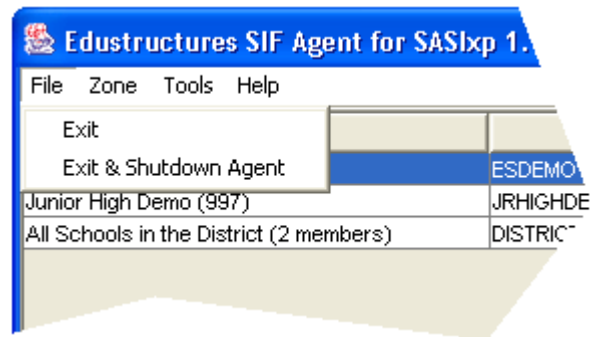 Edustructures SIF Agent for SASIxp 1.
File Zone Tools Help
Exit
Exit & Shutdown Agent
ESDEMO
Junior High Demo (997) JRHIGHDE
All Schools in the District (2 members) DISTRIC